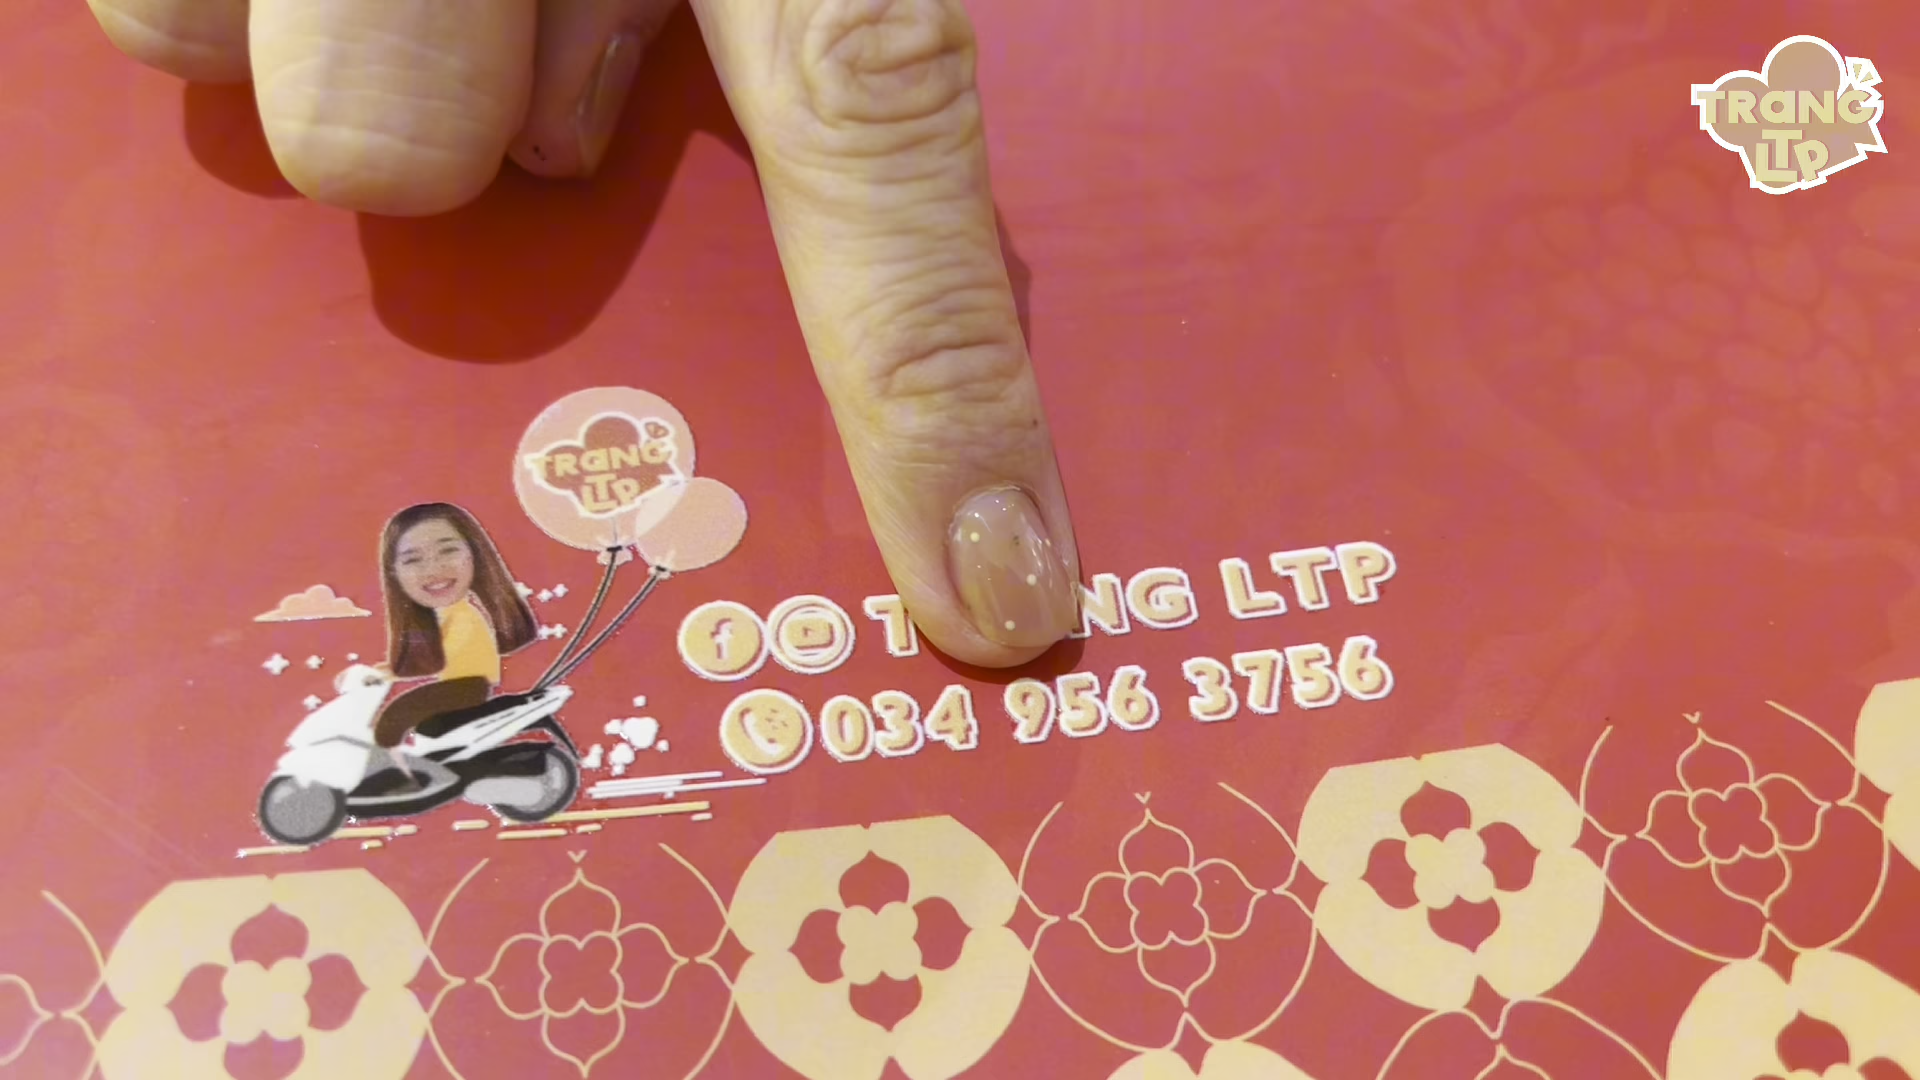 TRANG
LTP
TRANG
LTP
T NG LTP
034 956 3756